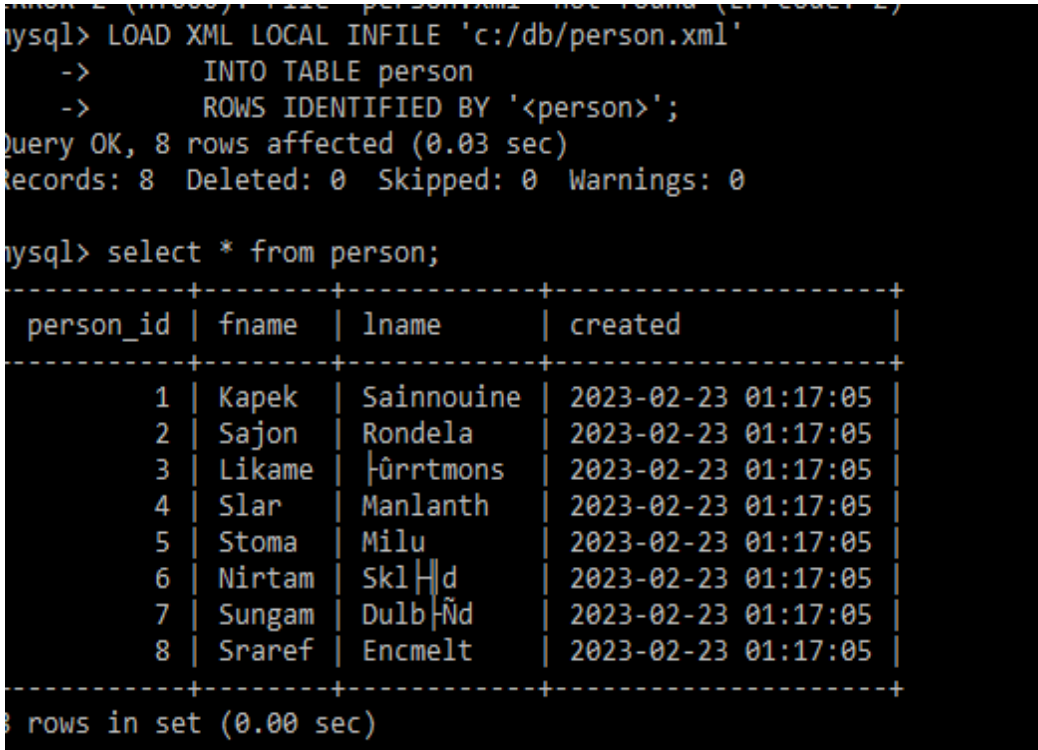 mysql> LOAD XML LOCAL INFILE 'c:/db/person.xml'
    ->       INTO TABLE person
    ->       ROWS IDENTIFIED BY '<person>';
Query OK, 8 rows affected (0.03 sec)
Records: 8  Deleted: 0  Skipped: 0  Warnings: 0
mysql> select * from person;
------------+--------+------------+---------------------+
 person_id | fname  | lname      | created             |
------------+--------+------------+---------------------+
         1 | Kapek  | Sainnouine | 2023-02-23 01:17:05 |
         2 | Sajon  | Rondela    | 2023-02-23 01:17:05 |
         3 | Likame | ├ûrrtmons  | 2023-02-23 01:17:05 |
         4 | Slar   | Manlanth   | 2023-02-23 01:17:05 |
         5 | Stoma  | Milu       | 2023-02-23 01:17:05 |
         6 | Nirtam | Skl├╢d     | 2023-02-23 01:17:05 |
         7 | Sungam | Dulb├Ñd    | 2023-02-23 01:17:05 |
         8 | Sraref | Encmelt    | 2023-02-23 01:17:05 |
------------+--------+------------+---------------------+
8 rows in set (0.00 sec)